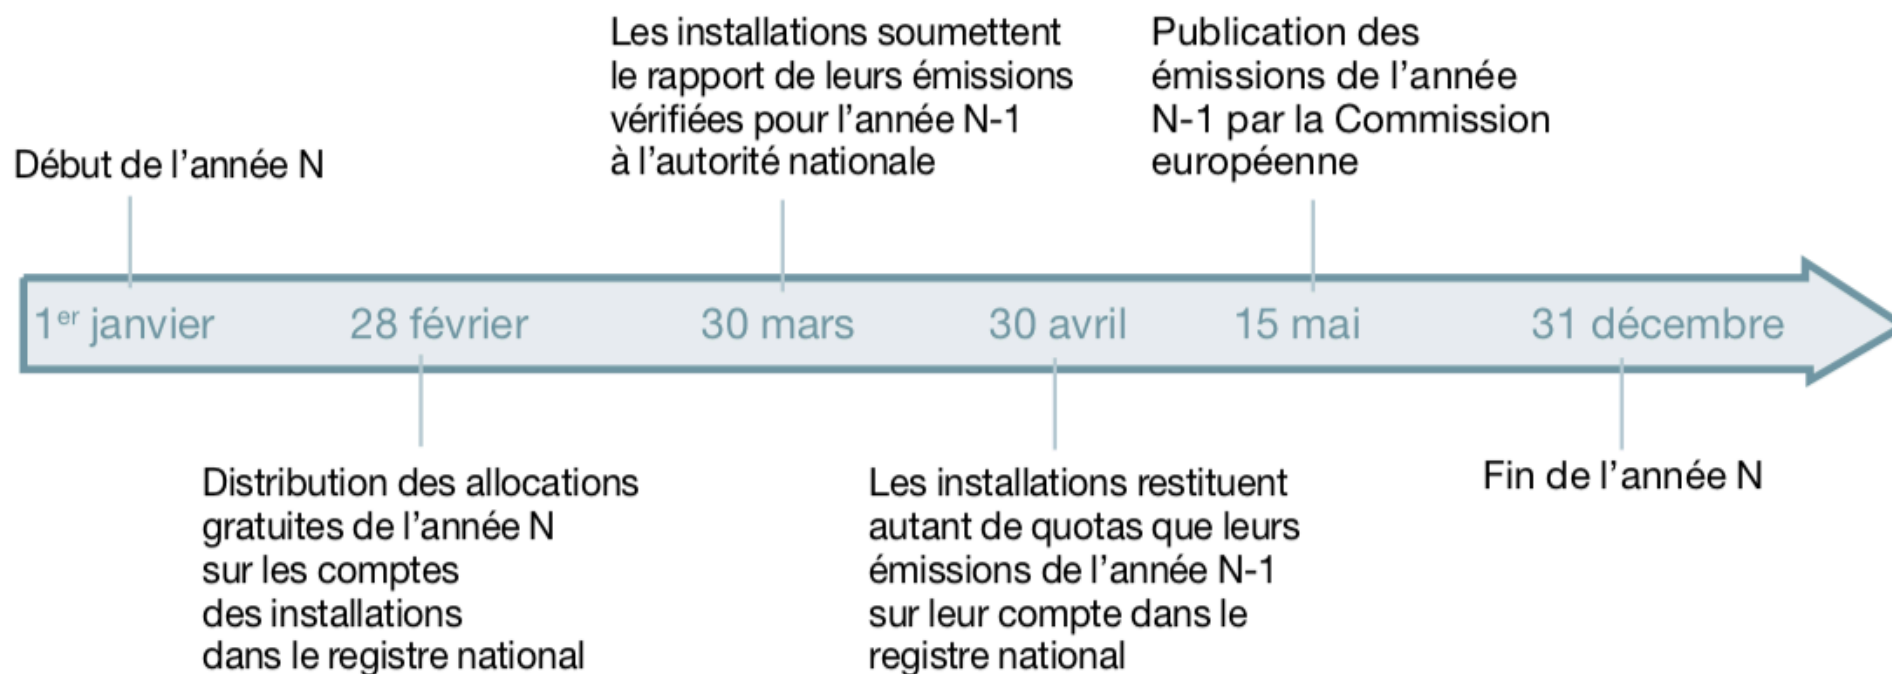 Les installations soumettent
le rapport de leurs émissions
vérifiées pour l’année N-1
à l’autorité nationale
Publication des
émissions de l’année
N-1 par la Commission
européenne
Début de l’année N
1er janvier
28 février
30 mars
30 avril
15 mai
31 décembre
Distribution des allocations
gratuites de l’année N
sur les comptes
des installations
dans le registre national
Les installations restituent
autant de quotas que leurs
émissions de l’année N-1
sur leur compte dans le
registre national
Fin de l’année N